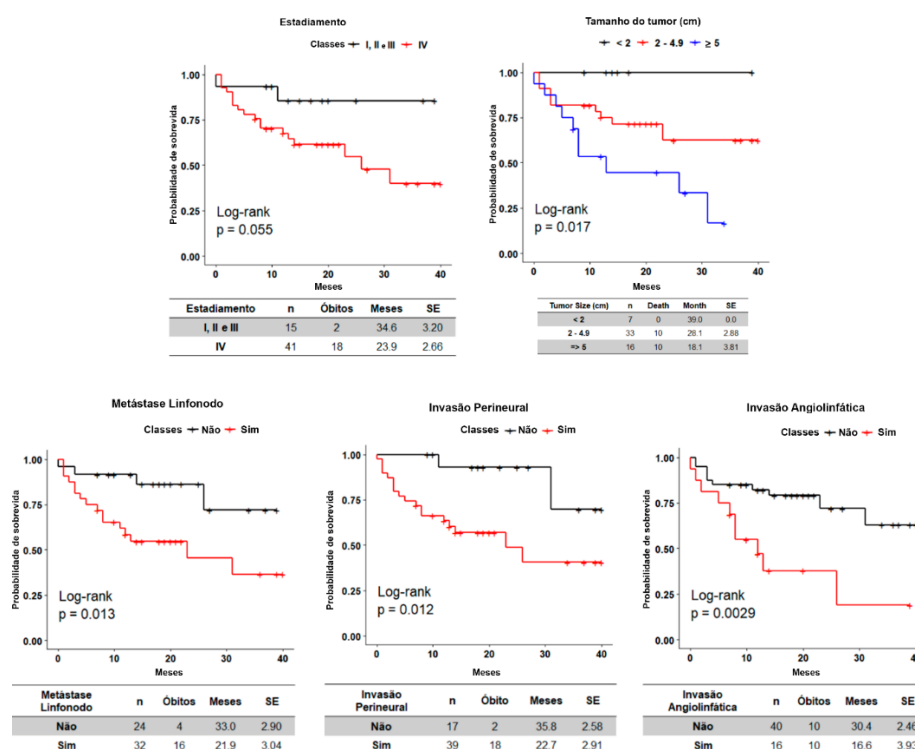 Estadiamento
Classes I, II e III IV
Probabilidade de sobrevida
1.00
0.75
0.50
0.25
0.00
Log-rank
p = 0.055
0 10 20 30 40
Meses
Estadiamento n Óbitos Meses SE
I, II e III 15 2 34.6 3.20
IV 41 18 23.9 2.66
Tamanho do tumor (cm)
< 2 2 - 4.9 ≥ 5
Probabilidade de sobrevida
1.00
0.75
0.50
0.25
0.00
Log-rank
p = 0.017
0 10 20 30 40
Meses
Tumor Size (cm) n Death Month SE
< 2 7 0 39.0 0.0
2 - 4.9 33 10 28.1 2.88
=> 5 16 10 18.1 3.81
Metástase Linfonodo
Classes Não Sim
Probabilidade de sobrevida
1.00
0.75
0.50
0.25
0.00
Log-rank
p = 0.013
0 10 20 30 40
Meses
Metástase
Linfonodo n Óbitos Meses SE
Não 24 4 33.0 2.90
Sim 32 16 21.9 3.04
Invasão Perineural
Classes Não Sim
Probabilidade de sobrevida
1.00
0.75
0.50
0.25
0.00
Log-rank
p = 0.012
0 10 20 30 40
Meses
Invasão
Perineural n Óbito Meses SE
Não 17 2 35.8 2.58
Sim 39 18 22.7 2.91
Invasão Angiolinfática
Classes Não Sim
Probabilidade de sobrevida
1.00
0.75
0.50
0.25
0.00
Log-rank
p = 0.0029
0 10 20 30 40
Meses
Invasão
Angiolinfática n Óbitos Meses SE
Não 40 10 30.4 2.46
Sim 16 10 16.6 3.93